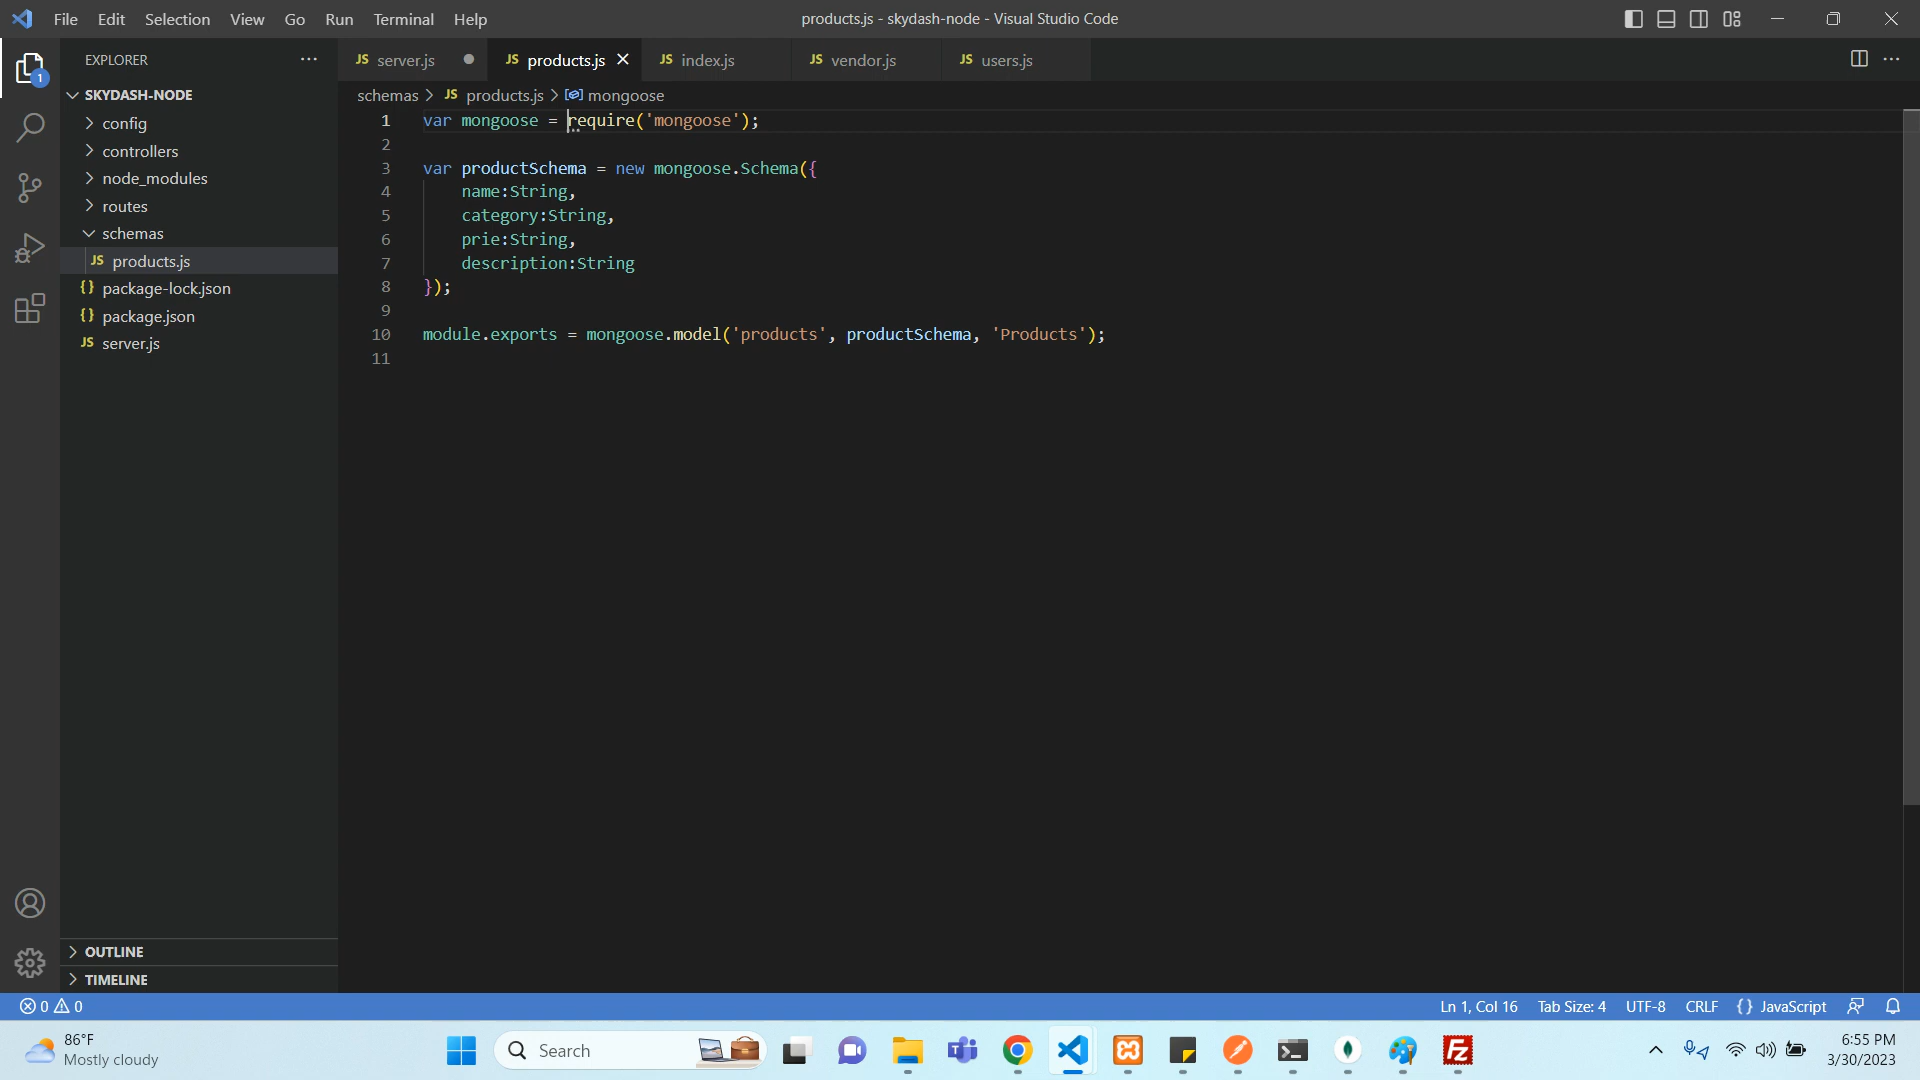 File Edit Selection View Go Run Terminal Help
products.js - skydash-node - Visual Studio Code
EXPLORER
JS server.js
JS products.js
JS index.js
JS vendor.js
JS users.js
schemas > JS products.js > mongoose
SKYDASH-NODE
config
controllers
node_modules
routes
schemas
JS products.js
{} package-lock.json
{} package.json
JS server.js
1 var mongoose = require('mongoose');
2
3 var productSchema = new mongoose.Schema({
4 name:String,
5 category:String,
6 prie:String,
7 description:String
8 });
9
10 module.exports = mongoose.model('products', productSchema, 'Products');
11
OUTLINE
TIMELINE
1
0 0
Ln 1, Col 16 Tab Size: 4 UTF-8 CRLF {} JavaScript
86°F
Mostly cloudy
Search
Fz
6:55 PM
3/30/2023